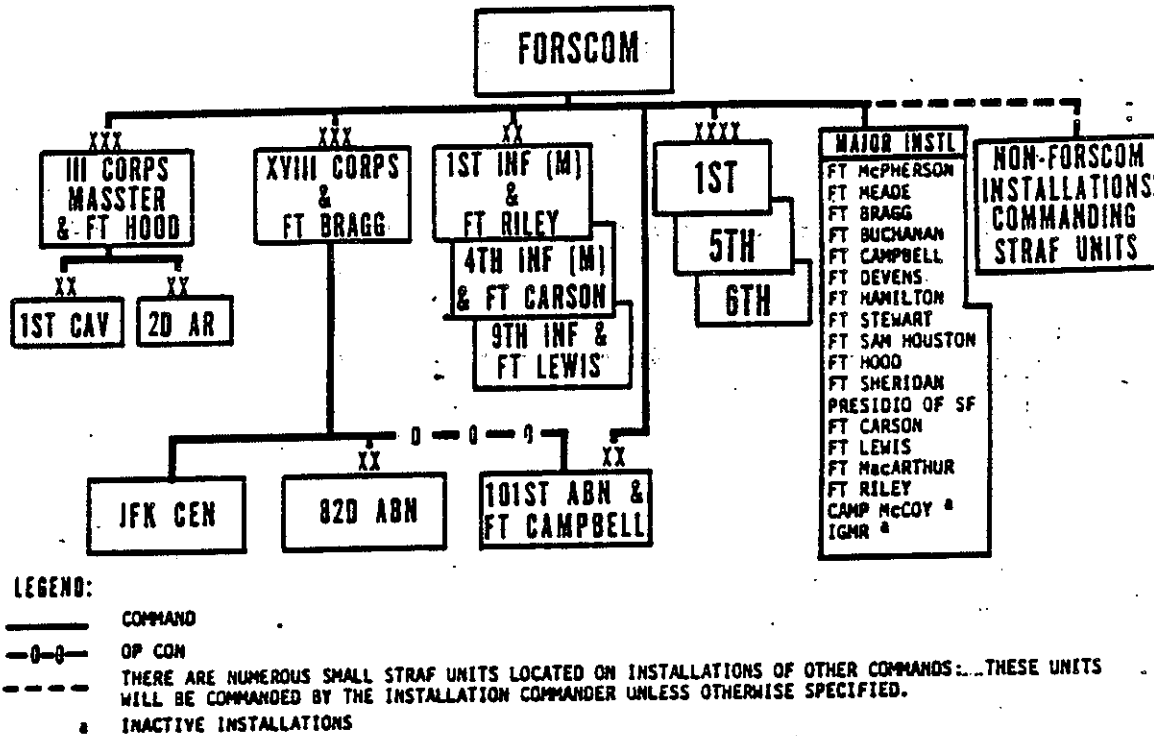 FORSCOM
XXX
III CORPS
MASSTER
& FT HOOD
XX
1ST CAV
XX
2D AR
XXX
XVIII CORPS
&
FT BRAGG
XX
1ST INF (M)
&
FT RILEY
4TH INF (M)
& FT CARSON
9TH INF &
FT LEWIS
XXXX
1ST
5TH
6TH
MAJOR INSTL
FT McPHERSON
FT MEADE
FT BRAGG
FT BUCHANAN
FT CAMPBELL
FT DEVENS
FT HAMILTON
FT STEWART
FT SAM HOUSTON
FT HOOD
FT SHERIDAN
PRESIDIO OF SF
FT CARSON
FT LEWIS
FT MacARTHUR
FT RILEY
CAMP McCOY a
IGMR a
NON-FORSCOM
INSTALLATIONS
COMMANDING
STRAF UNITS
JFK CEN
XX
82D ABN
0 0 0
XX
101ST ABN &
FT CAMPBELL
LEGEND:
COMMAND
—0—0— OP CON
THERE ARE NUMEROUS SMALL STRAF UNITS LOCATED ON INSTALLATIONS OF OTHER COMMANDS:...THESE UNITS
WILL BE COMMANDED BY THE INSTALLATION COMMANDER UNLESS OTHERWISE SPECIFIED.
a INACTIVE INSTALLATIONS